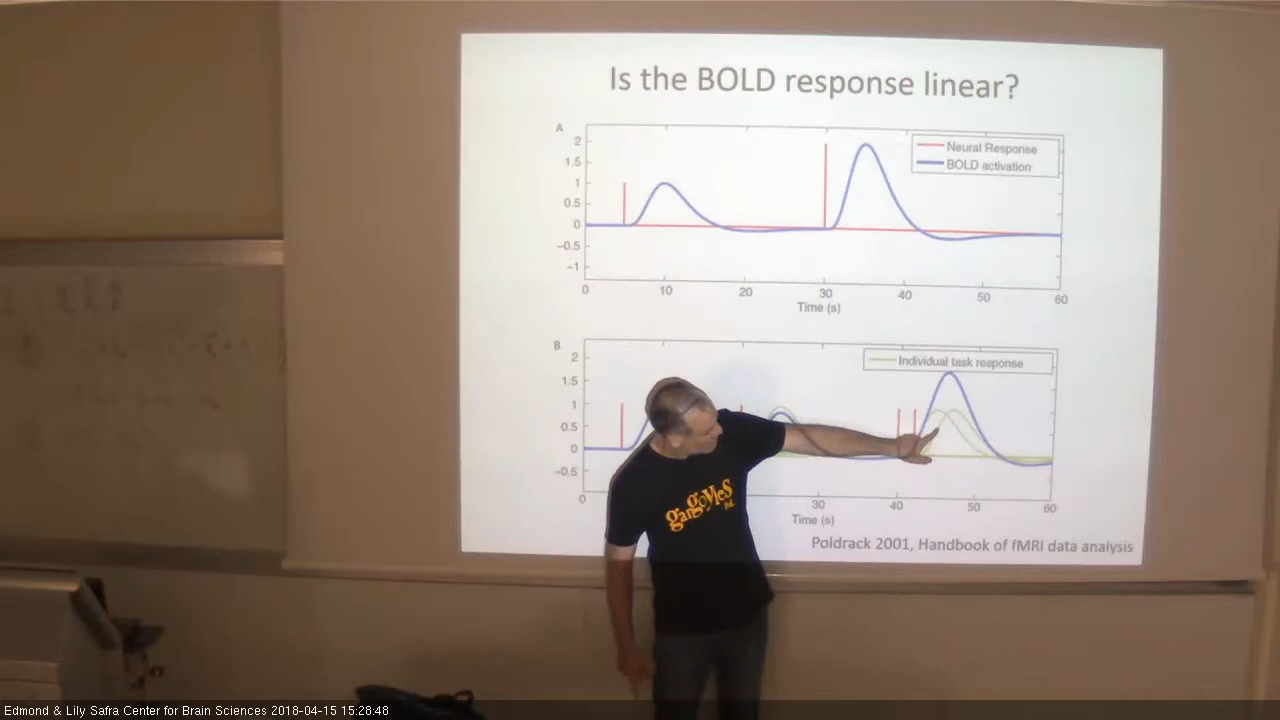 Is the BOLD response linear?
A
Neural Response
BOLD activation
2
1.5
1
0.5
0
−0.5
−1
0 10 20 30 40 50 60
Time (s)
B
Individual task response
2
1.5
1
0.5
0
−0.5
gargoyles
0 30 40 50 60
Time (s)
Poldrack 2001, Handbook of fMRI data analysis
Edmond & Lily Safra Center for Brain Sciences 2018-04-15 15:28:48